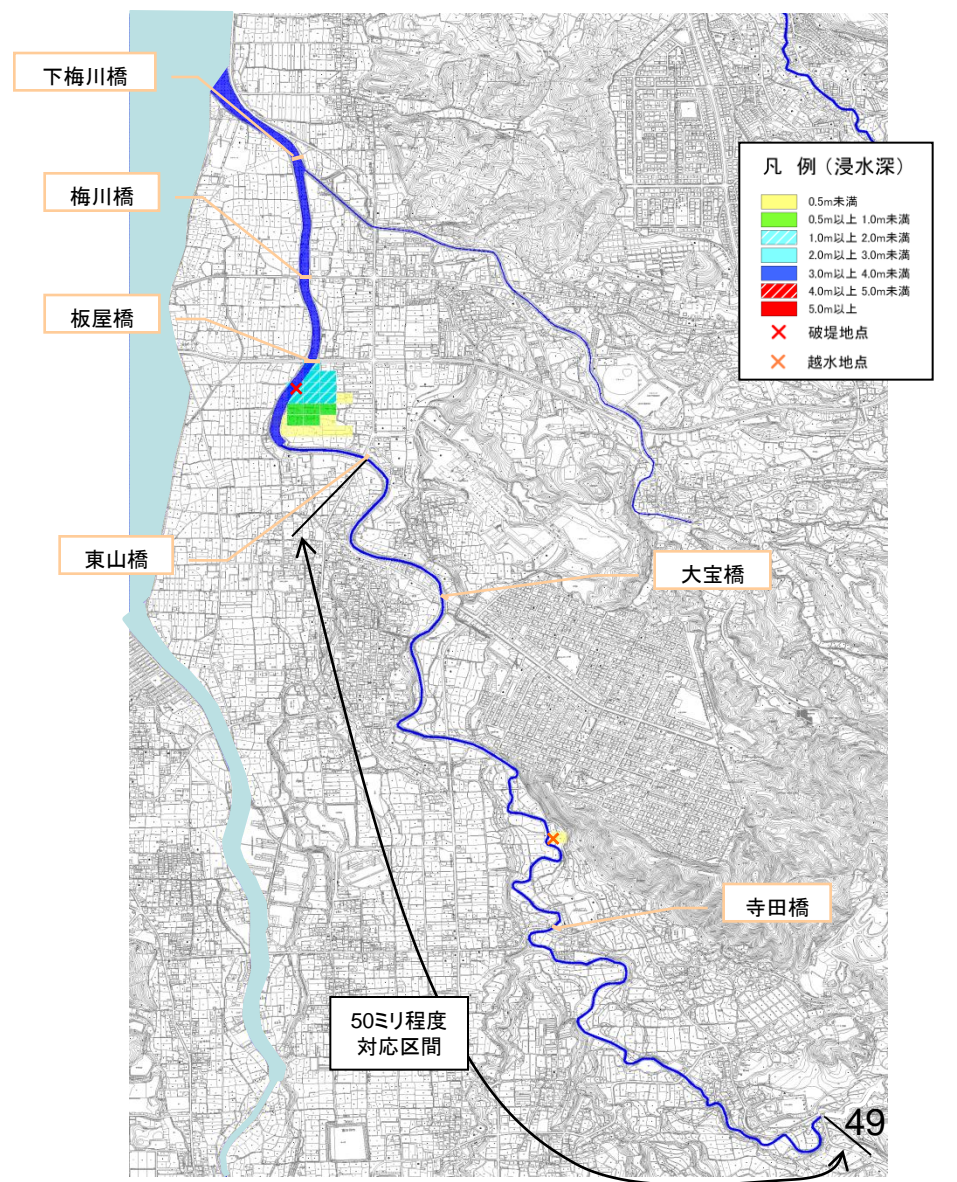 下梅川橋
梅川橋
板屋橋
東山橋
凡 例 (浸水深)
0.5m未満
0.5m以上 1.0m未満
1.0m以上 2.0m未満
2.0m以上 3.0m未満
3.0m以上 4.0m未満
4.0m以上 5.0m未満
5.0m以上
破堤地点
越水地点
大宝橋
寺田橋
50ミリ程度
対応区間
49